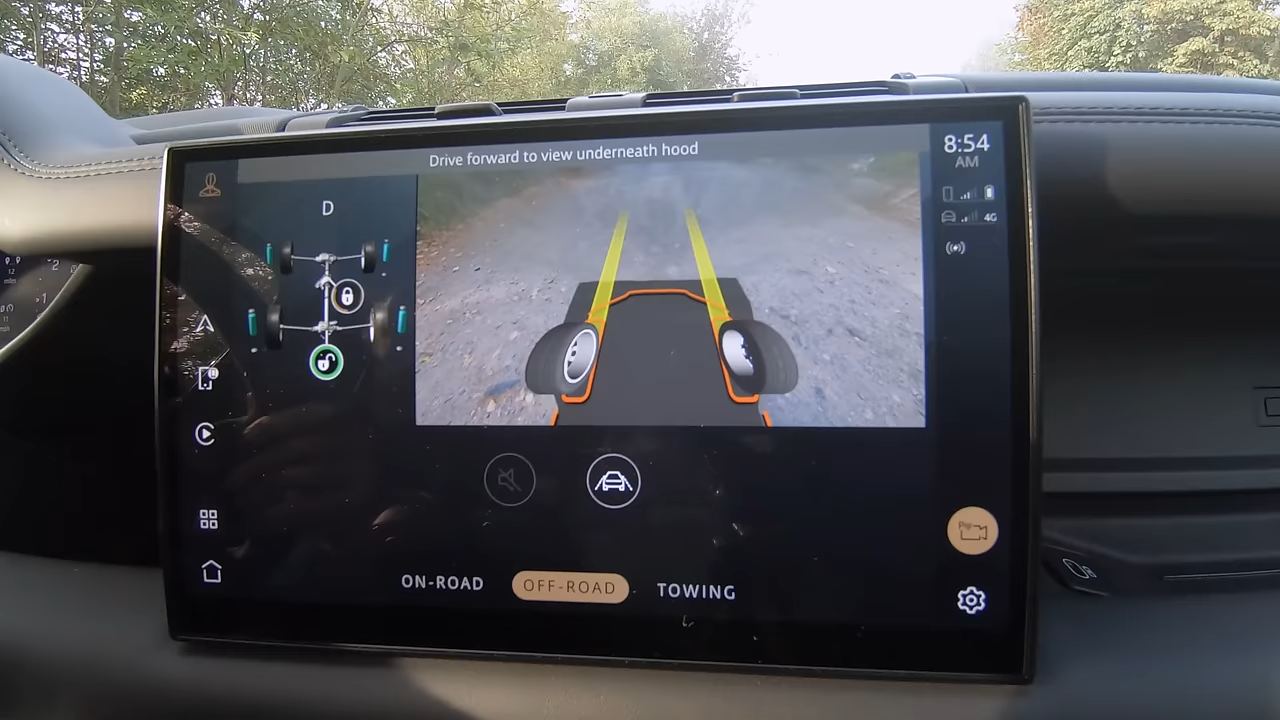 Drive forward to view underneath hood
8:54
AM
D
4G
ON-ROAD
OFF-ROAD
TOWING